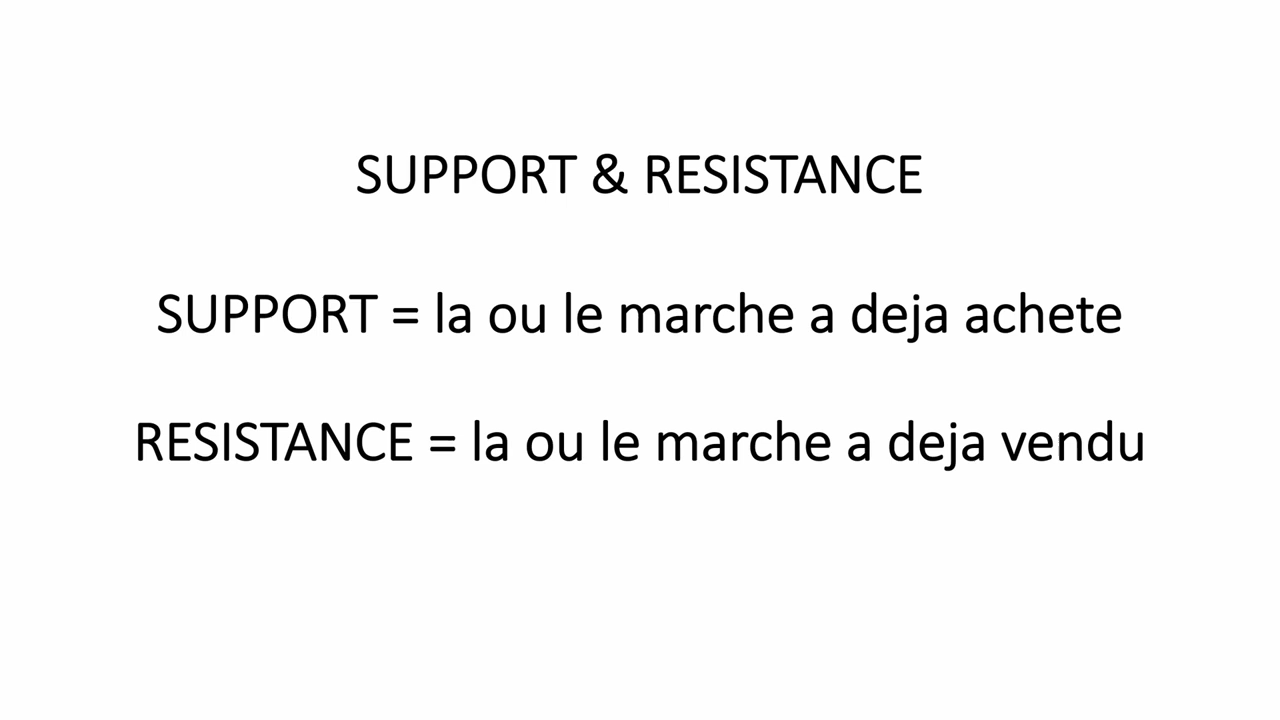 SUPPORT & RESISTANCE
SUPPORT = la ou le marche a deja achete
RESISTANCE = la ou le marche a deja vendu